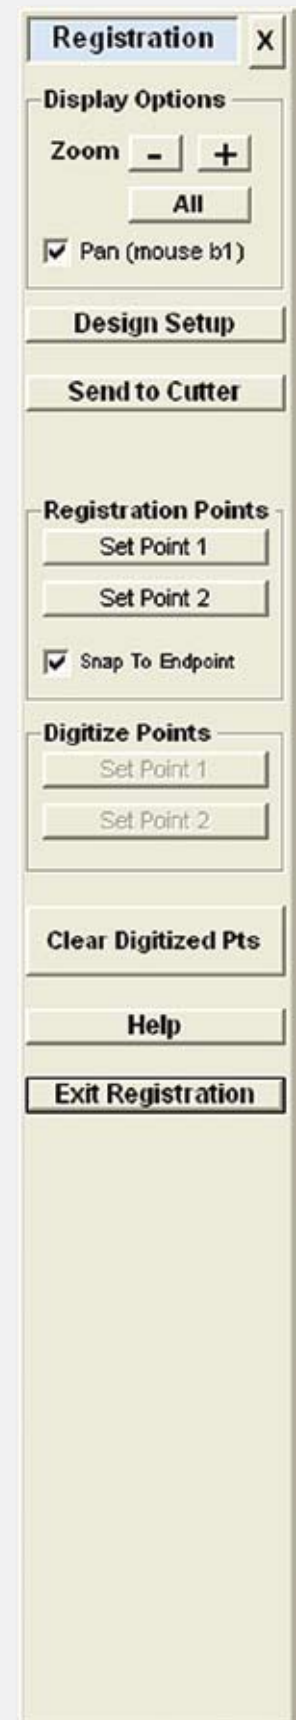 Registration X
Display Options
Zoom - +
All
Pan (mouse b1)
Design Setup
Send to Cutter
Registration Points
Set Point 1
Set Point 2
Snap To Endpoint
Digitize Points
Set Point 1
Set Point 2
Clear Digitized Pts
Help
Exit Registration